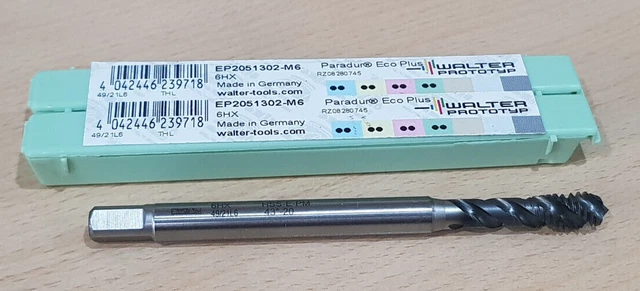 EP2051302-M6
6HX
Made in Germany
walter-tools.com
Paradur® Eco Plus
RZ08280745
WALTER
PROTOTYP
4 042446 239718
49/21L6 THL
EP2051302-M6
6HX
Made in Germany
walter-tools.com
Paradur® Eco Plus
RZ08280745
WALTER
PROTOTYP
4 042446 239718
49/21L6 THL
6HX HSS-E-PM
49/21L6